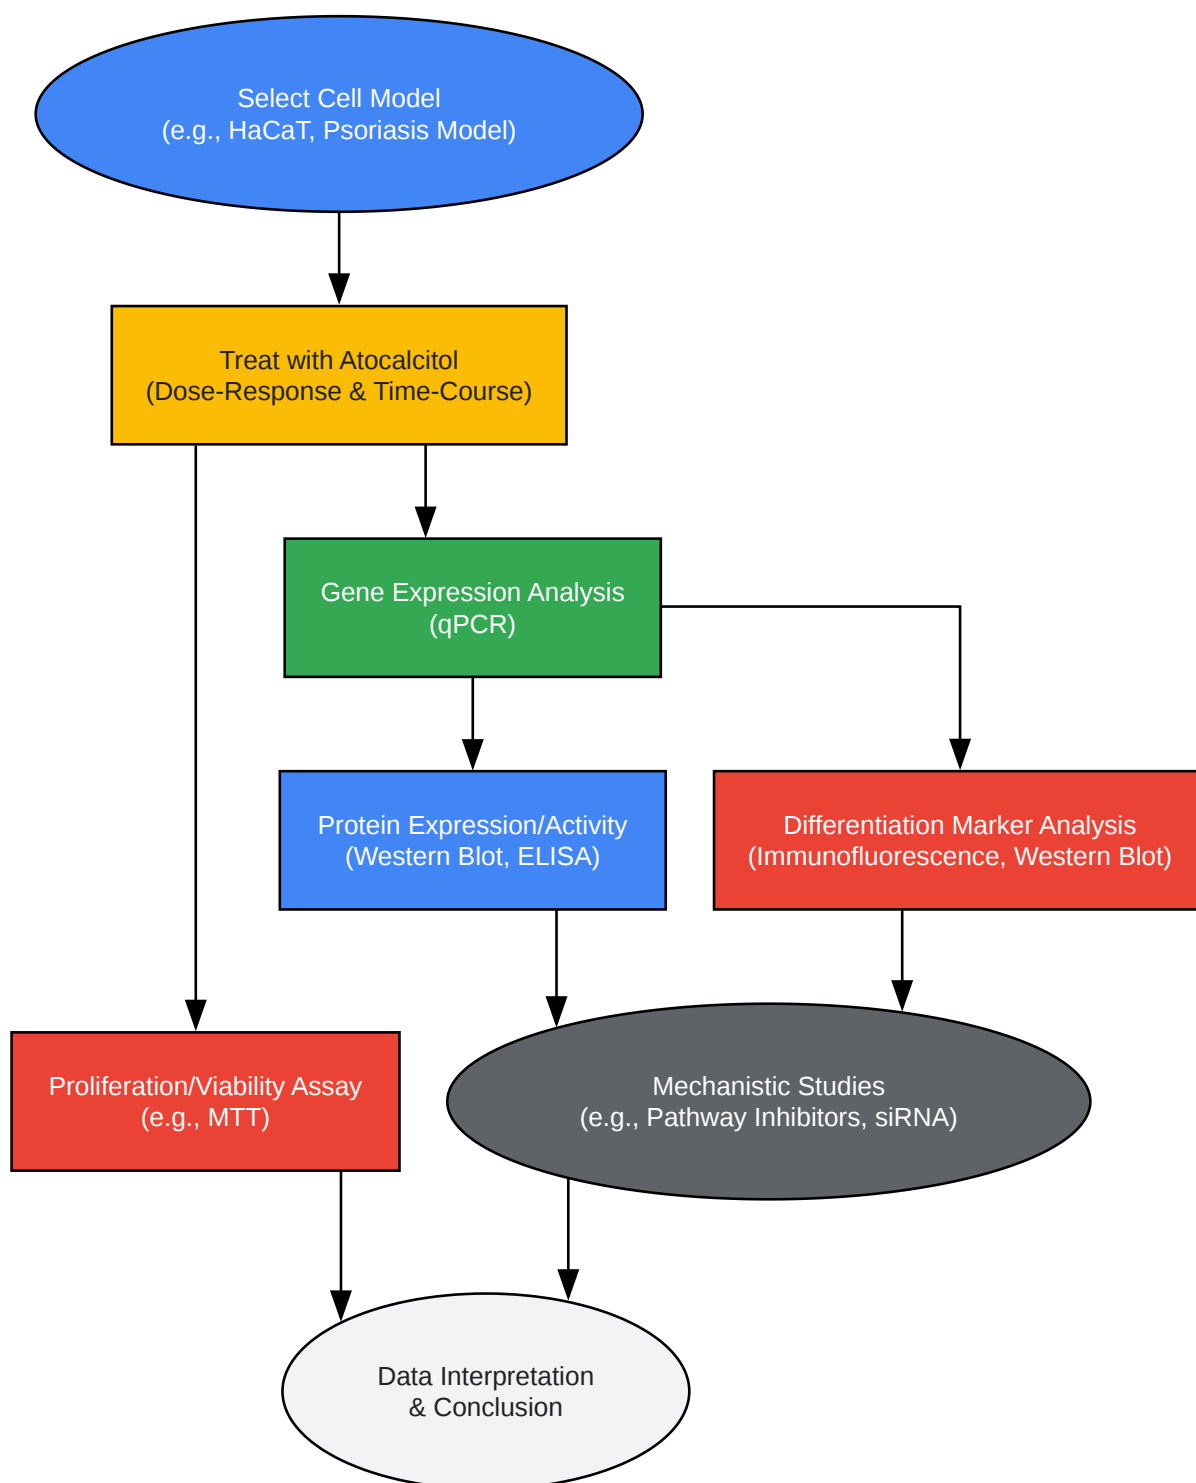 Select Cell Model
(e.g., HaCaT, Psoriasis Model)
Treat with Atocalcitol
(Dose-Response & Time-Course)
Gene Expression Analysis
(qPCR)
Protein Expression/Activity
(Western Blot, ELISA)
Differentiation Marker Analysis
(Immunofluorescence, Western Blot)
Proliferation/Viability Assay
(e.g., MTT)
Mechanistic Studies
(e.g., Pathway Inhibitors, siRNA)
Data Interpretation
& Conclusion